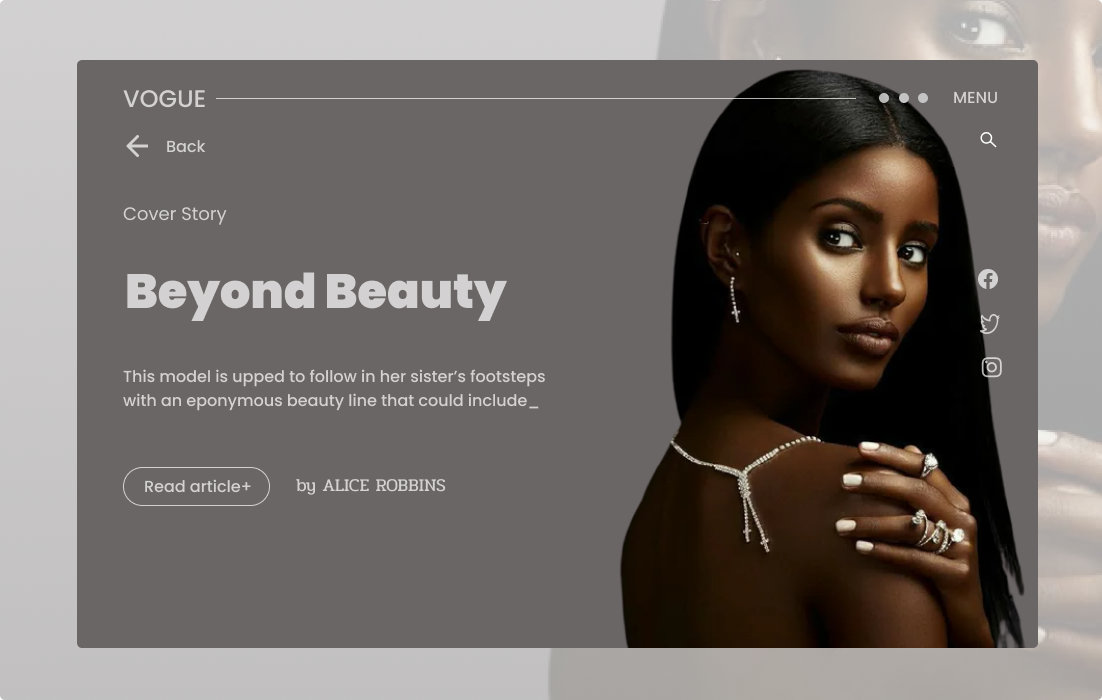 VOGUE
MENU
Back
Cover Story
Beyond Beauty
This model is upped to follow in her sister’s footsteps
with an eponymous beauty line that could include_
Read article+
by ALICE ROBBINS